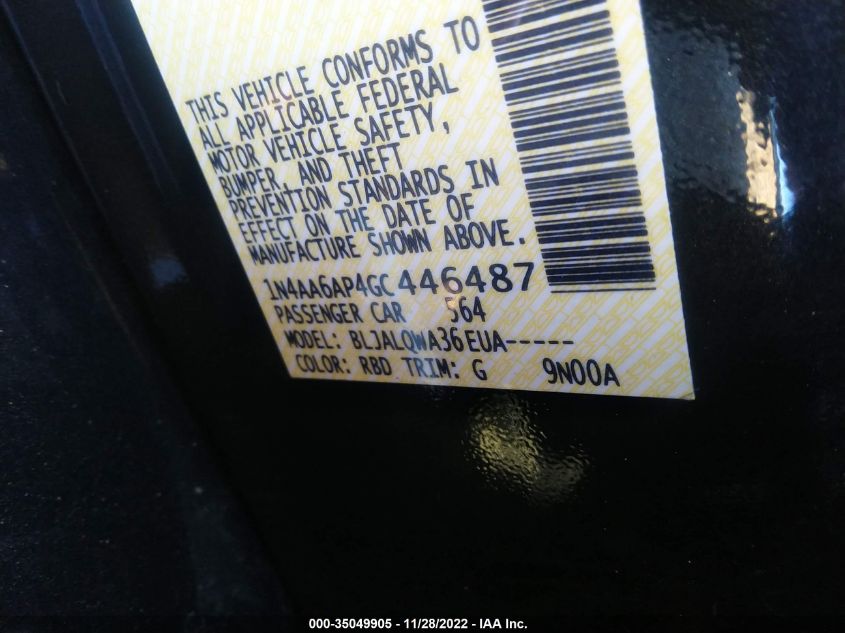 THIS VEHICLE CONFORMS TO
ALL APPLICABLE FEDERAL
MOTOR VEHICLE SAFETY,
BUMPER, AND THEFT
PREVENTION STANDARDS IN
EFFECT ON THE DATE OF
MANUFACTURE SHOWN ABOVE.
1N4AA6AP4GC446487
PASSENGER CAR 564
MODEL: BLJALQWA36EUA-----
COLOR: RBD TRIM: G 9N00A
000-35049905 - 11/28/2022 - IAA Inc.